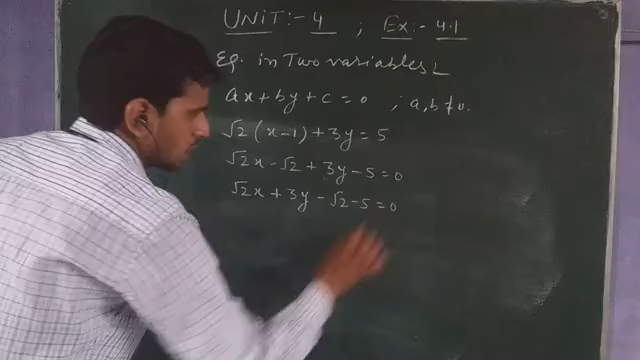 UNiT:- 4 ; Ex:- 4.1
Eq. in Two variables
ax + by + c = 0 ; a, b ≠ 0.
√2 (x-1) + 3y = 5
√2x - √2 + 3y - 5 = 0
√2x + 3y - √2 - 5 = 0